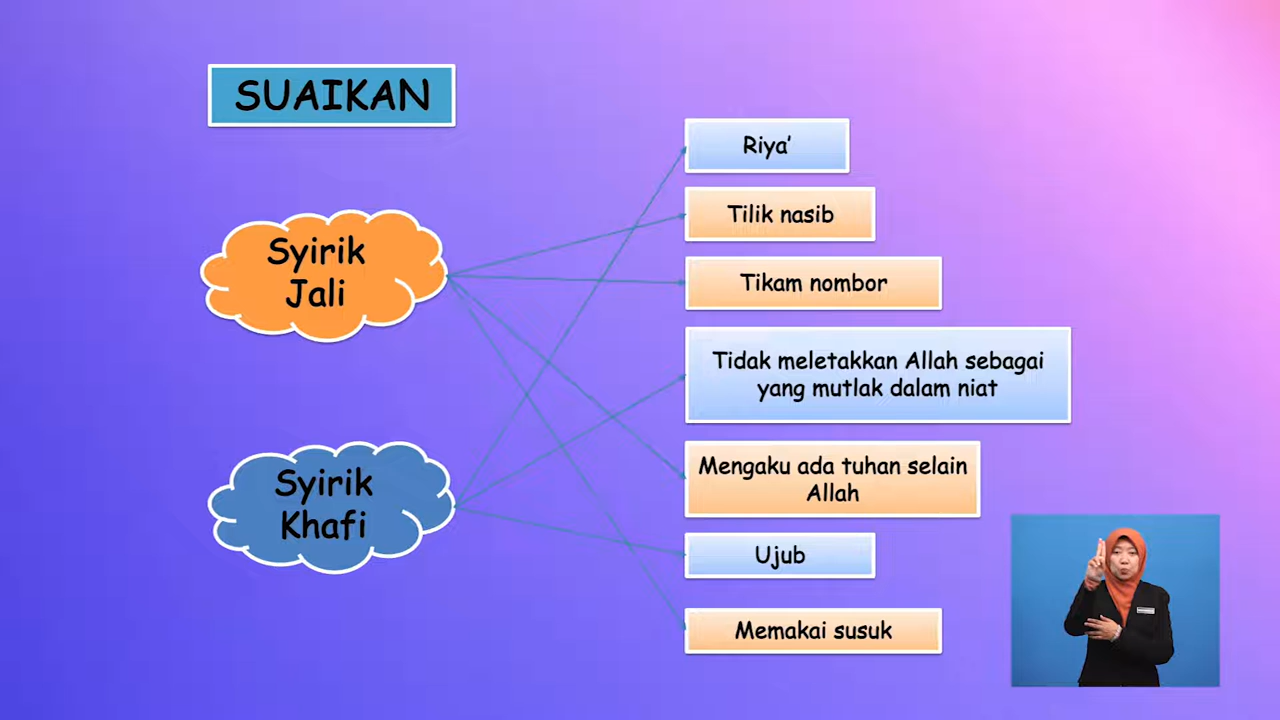 SUAIKAN
Syirik
Jali
Syirik
Khafi
Riya’
Tilik nasib
Tikam nombor
Tidak meletakkan Allah sebagai
yang mutlak dalam niat
Mengaku ada tuhan selain
Allah
Ujub
Memakai susuk